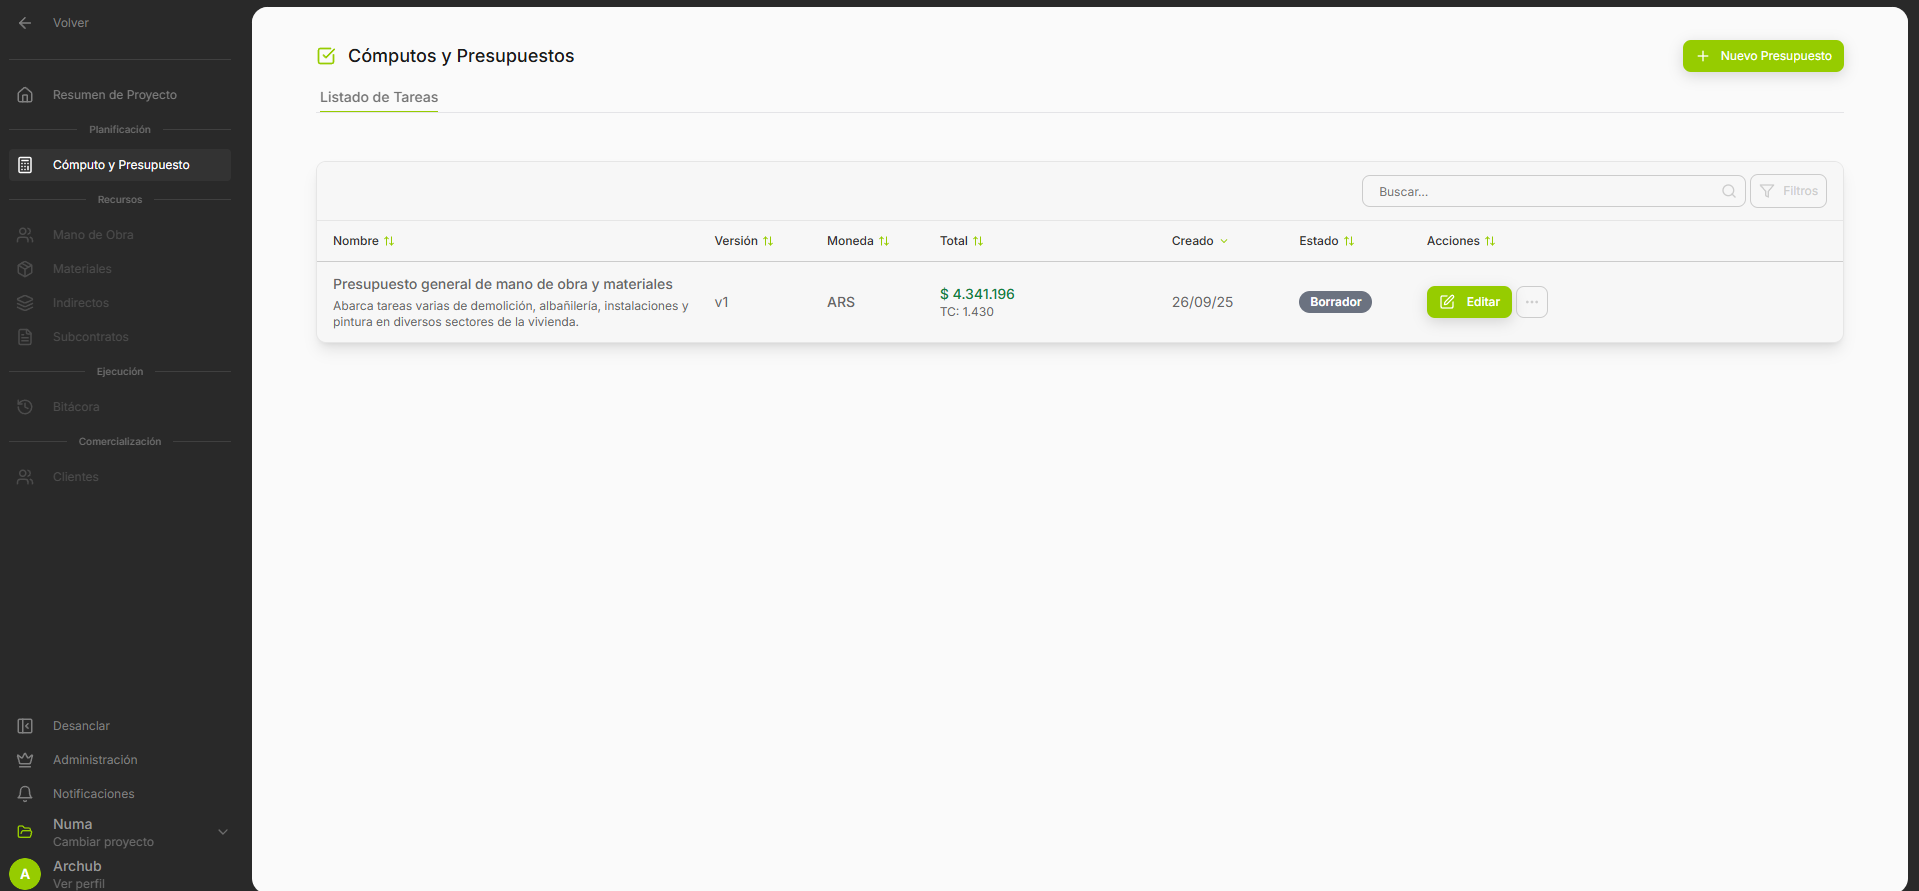 Volver
Resumen de Proyecto
Planificación
Cómputo y Presupuesto
Recursos
Mano de Obra
Materiales
Indirectos
Subcontratos
Ejecución
Bitácora
Comercialización
Clientes
Desanclar
Administración
Notificaciones
Numa
Cambiar proyecto
A
Archub
Ver perfil
Cómputos y Presupuestos
Nuevo Presupuesto
Listado de Tareas
Buscar...
Filtros
Nombre Versión Moneda Total Creado Estado Acciones
Presupuesto general de mano de obra y materiales
Abarca tareas varias de demolición, albañilería, instalaciones y
pintura en diversos sectores de la vivienda.
v1
ARS
$ 4.341.196
TC: 1.430
26/09/25
Borrador
Editar